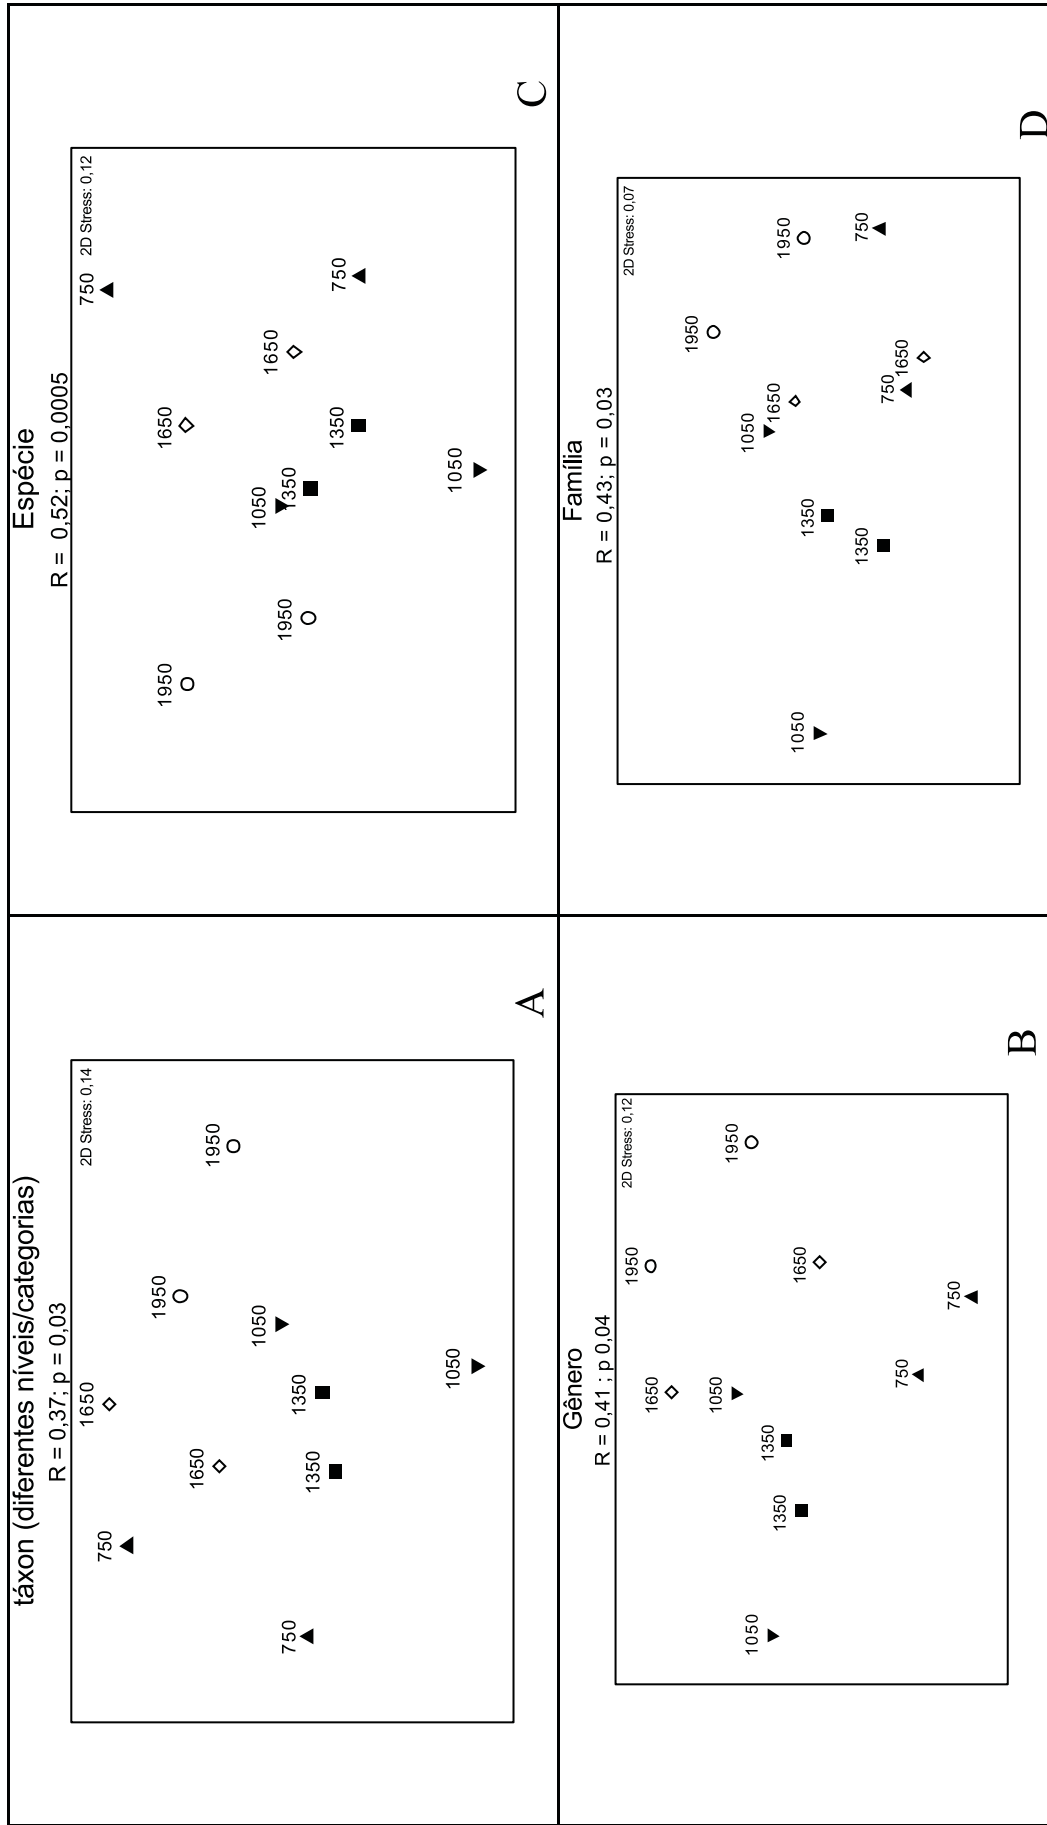 táxon (diferentes níveis/categorias)
R = 0,37; p = 0,03
2D Stress: 0,14
1650
750
1950
1650
1950
1050
750
1350
1350
1050
A
Espécie
R = 0,52; p = 0,0005
750
2D Stress: 0,12
1950
1650
1050
1650
1950
1350
1350
750
1050
C
Gênero
R = 0,41 ; p 0,04
2D Stress: 0,12
1950
1650
1050
1950
1050
1350
1350
1650
750
750
B
Família
R = 0,43; p = 0,03
2D Stress: 0,07
1950
1050
1650
1950
1050
1350
1350
750
750
1650
D